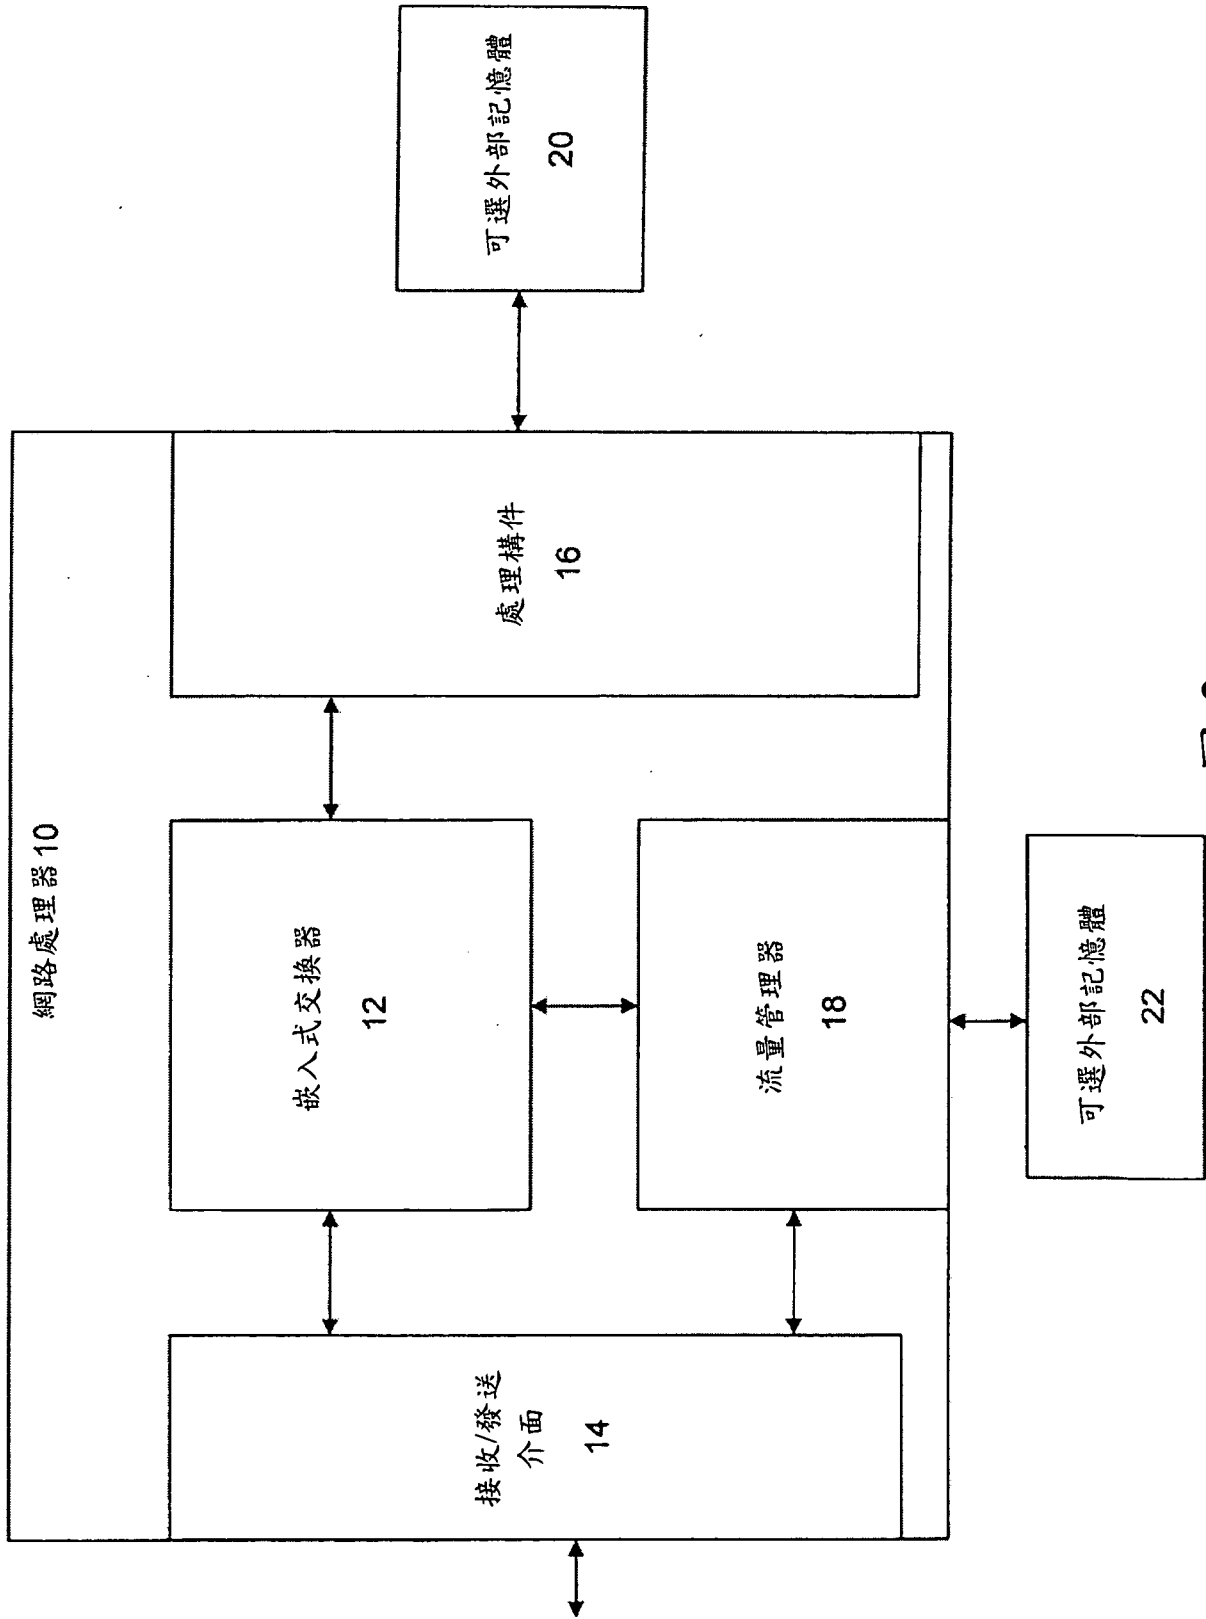 網路處理器10
嵌入式交換器
12
接收/發送
介面
14
處理構件
16
流量管理器
18
可選外部記憶體
20
可選外部記憶體
22